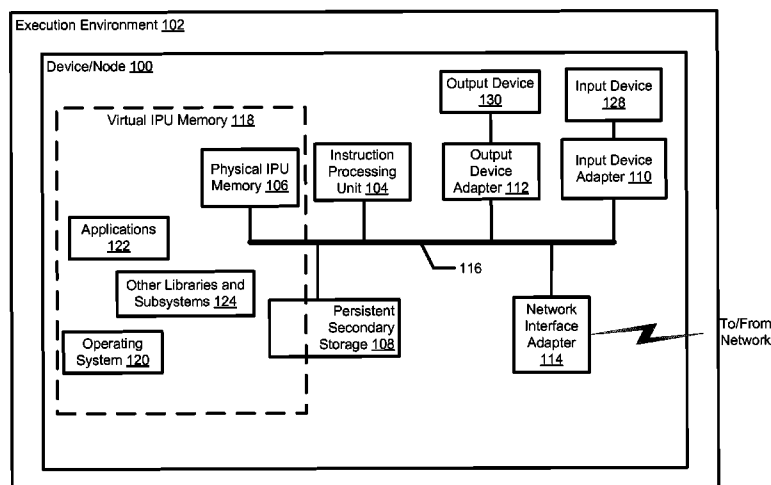 Execution Environment 102
Device/Node 100
Virtual IPU Memory 118
Output Device
130
Input Device
128
Physical IPU
Memory 106
Instruction
Processing
Unit 104
Output
Device
Adapter 112
Input Device
Adapter 110
Applications
122
116
Other Libraries and
Subsystems 124
Persistent
Secondary
Storage 108
Network
Interface
Adapter
114
To/From
Network
Operating
System 120